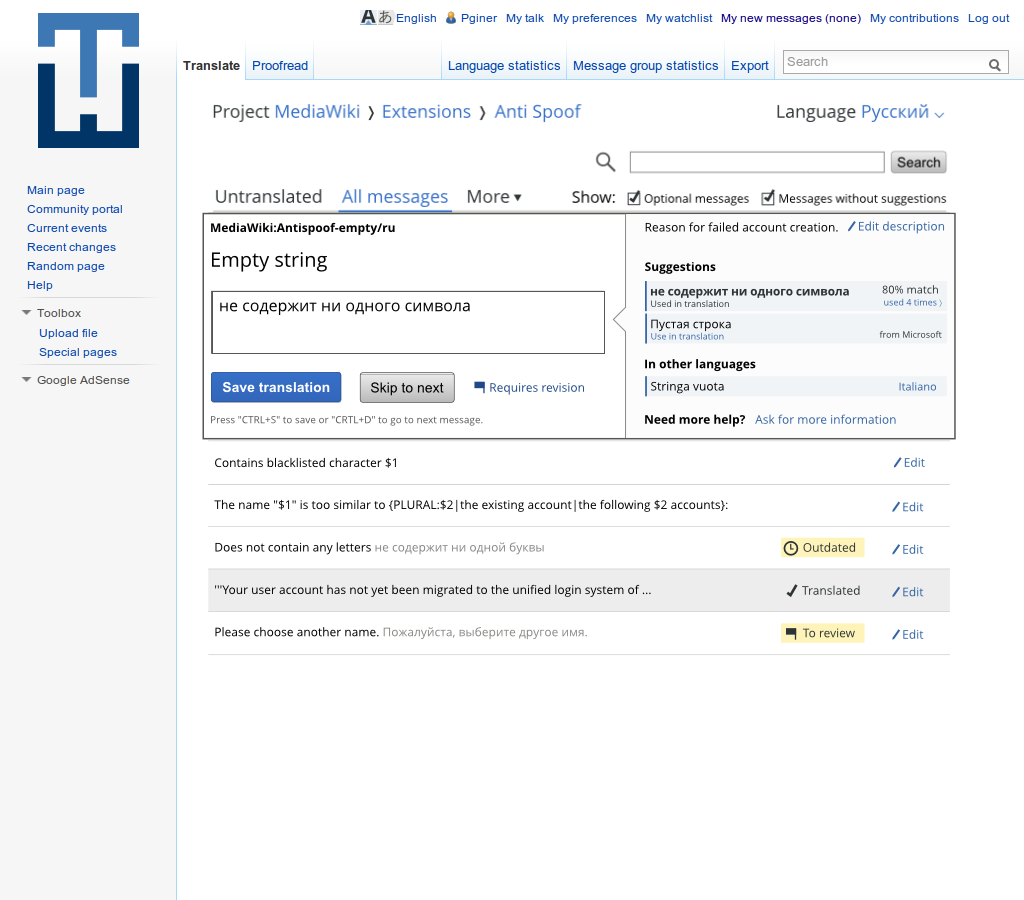 Aあ English Pginer My talk My preferences My watchlist My new messages (none) My contributions Log out
Translate Proofread Language statistics Message group statistics Export Search
Project MediaWiki ❭ Extensions ❭ Anti Spoof Language Русский
Search
Main page
Community portal
Current events
Recent changes
Random page
Help
Toolbox
Upload file
Special pages
Google AdSense
Untranslated All messages More ▾ Show: Optional messages Messages without suggestions
MediaWiki:Antispoof-empty/ru
Empty string
не содержит ни одного символа
Save translation Skip to next Requires revision
Press "CTRL+S" to save or "CRTL+D" to go to next message.
Reason for failed account creation. Edit description
Suggestions
не содержит ни одного символа 80% match
Used in translation used 4 times ⟩
Пустая строка
Use in translation from Microsoft
In other languages
Stringa vuota Italiano
Need more help? Ask for more information
Contains blacklisted character $1 Edit
The name "$1" is too similar to {PLURAL:$2|the existing account|the following $2 accounts}: Edit
Does not contain any letters не содержит ни одной буквы Outdated Edit
'''Your user account has not yet been migrated to the unified login system of ... Translated Edit
Please choose another name. Пожалуйста, выберите другое имя. To review Edit